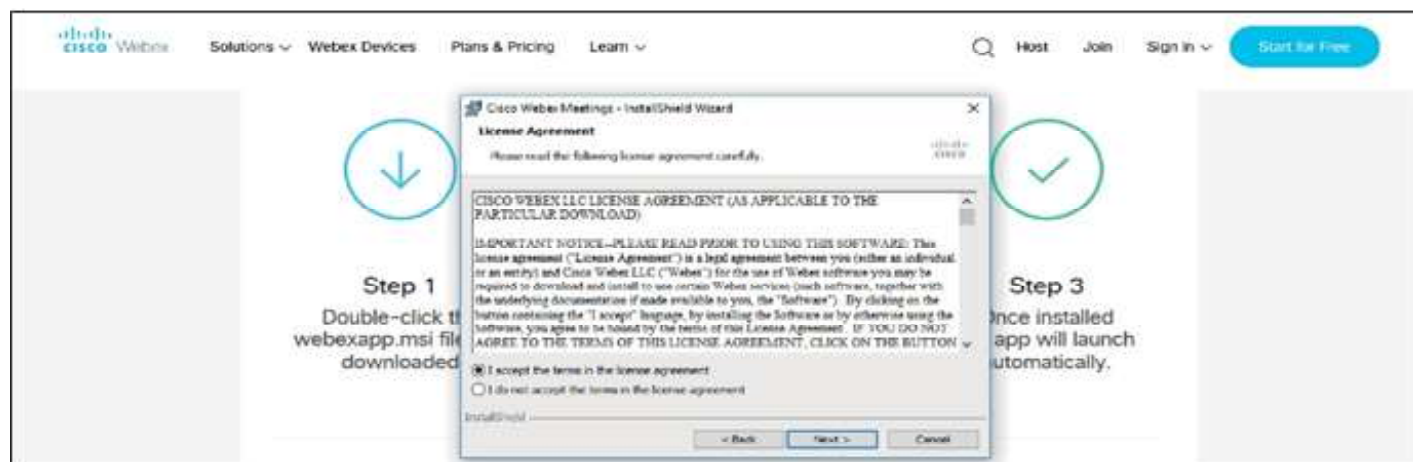 CISCO Webex Solutions Webex Devices Plans & Pricing Learn Host Join Sign in Start for Free
Cisco Webex Meetings - InstallShield Wizard
License Agreement
Please read the following license agreement carefully.
CISCO
CISCO WEBEX LLC LICENSE AGREEMENT (AS APPLICABLE TO THE
PARTICULAR DOWNLOAD)
IMPORTANT NOTICE--PLEASE READ PRIOR TO USING THIS SOFTWARE: This
license agreement ("License Agreement") is a legal agreement between you (either an individual
or an entity) and Cisco Webex LLC ("Webex") for the use of Webex software you may be
required to download and install to use certain Webex services (such software, together with
the underlying documentation if made available to you, the "Software"). By clicking on the
button containing the "I accept" language, by installing the Software or by otherwise using the
Software, you agree to be bound by the terms of this License Agreement. IF YOU DO NOT
AGREE TO THE TERMS OF THIS LICENSE AGREEMENT, CLICK ON THE BUTTON
I accept the terms in the license agreement
I do not accept the terms in the license agreement
InstallShield
< Back Next > Cancel
Step 1
Double-click th
webexapp.msi file
downloaded
Step 3
Once installed
app will launch
utomatically.